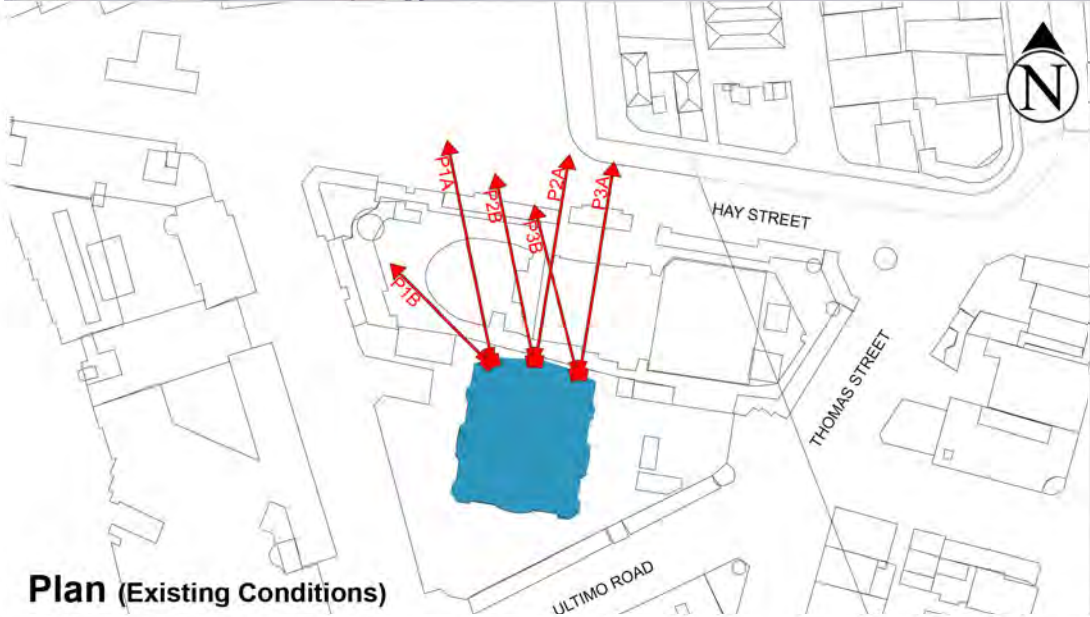 N
P1A
P2B
P2A
P3A
P3B
P1B
HAY STREET
THOMAS STREET
ULTIMO ROAD
Plan (Existing Conditions)